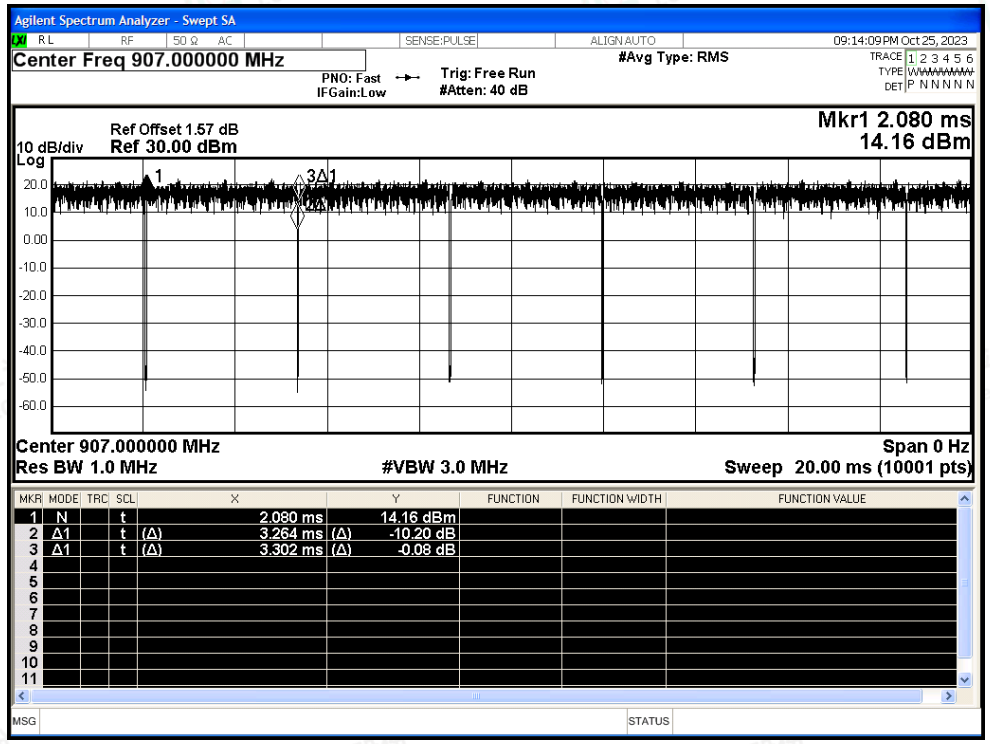 Agilent Spectrum Analyzer - Swept SA
LXI RL RF 50 Ω AC SENSE:PULSE ALIGN AUTO 09:14:09 PM Oct 25, 2023
Center Freq 907.000000 MHz #Avg Type: RMS TRACE 1 2 3 4 5 6
PNO: Fast Trig: Free Run TYPE WWWWWW
IFGain:Low #Atten: 40 dB DET P N N N N N
Mkr1 2.080 ms
Ref Offset 1.57 dB
10 dB/div Ref 30.00 dBm 14.16 dBm
Log
1 3Δ1
20.0
2Δ1
10.0
0.00
-10.0
-20.0
-30.0
-40.0
-50.0
-60.0
Center 907.000000 MHz Span 0 Hz
Res BW 1.0 MHz #VBW 3.0 MHz Sweep 20.00 ms (10001 pts)
MKR MODE TRC SCL X Y FUNCTION FUNCTION WIDTH FUNCTION VALUE
1 N t 2.080 ms 14.16 dBm
2 Δ1 t (Δ) 3.264 ms (Δ) -10.20 dB
3 Δ1 t (Δ) 3.302 ms (Δ) -0.08 dB
4
5
6
7
8
9
10
11
MSG STATUS